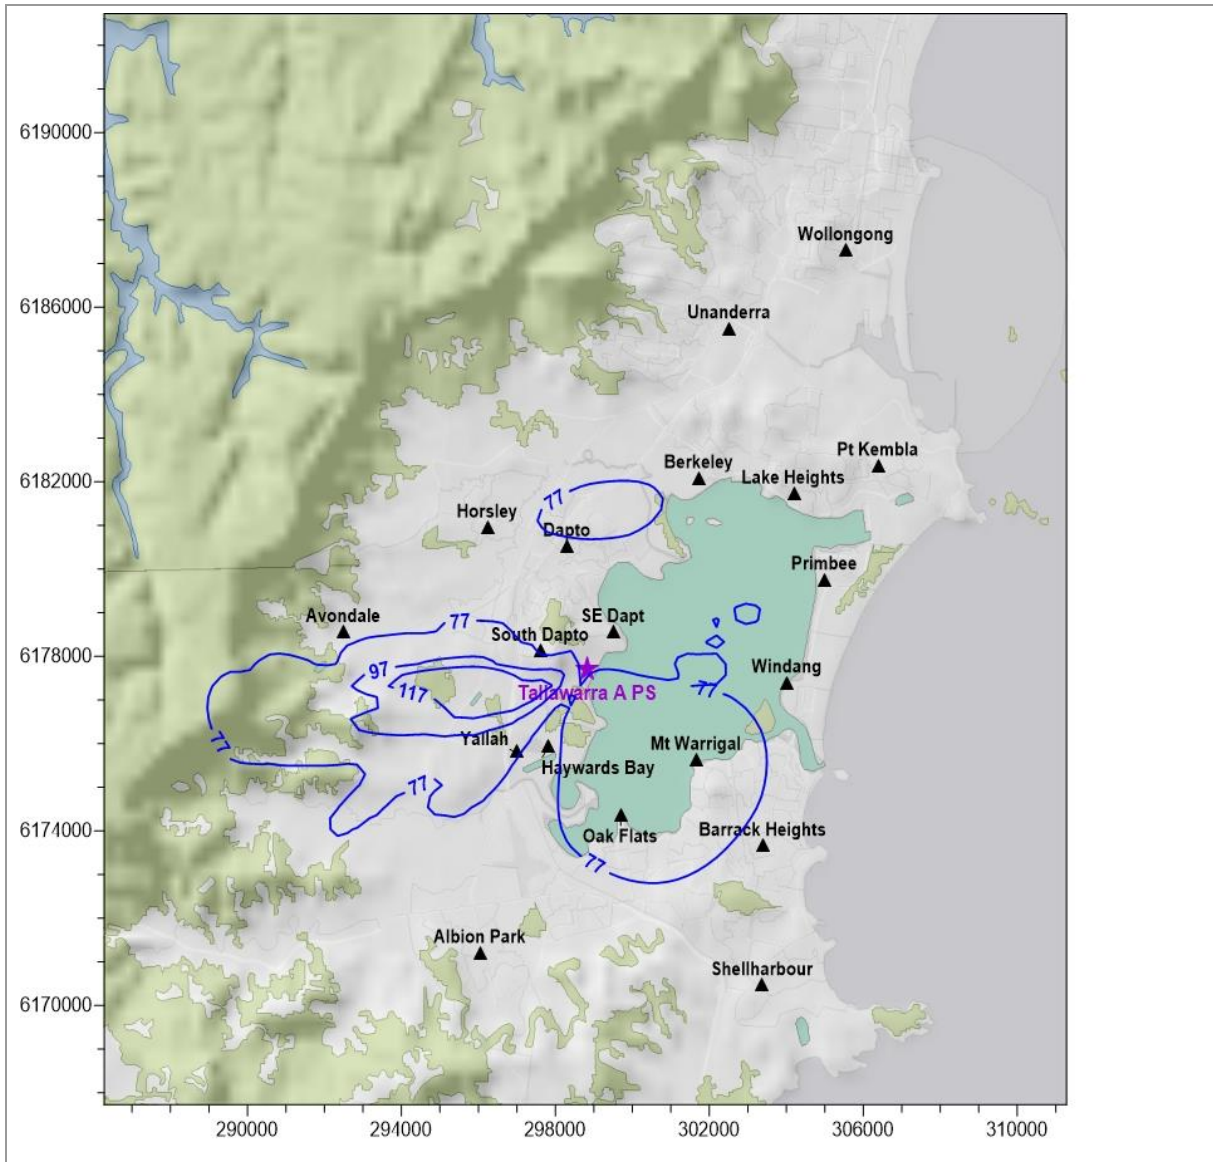 6190000
Wollongong
6186000
Unanderra
Pt Kembla
Berkeley
6182000
Lake Heights
77
Horsley
Dapto
Primbee
Avondale
77
SE Dapt
South Dapto
6178000
97
Windang
117
Tallawarra A PS
77
77
Yallah
Mt Warrigal
Haywards Bay
77
6174000
Oak Flats
Barrack Heights
77
Albion Park
Shellharbour
6170000
290000 294000 298000 302000 306000 310000